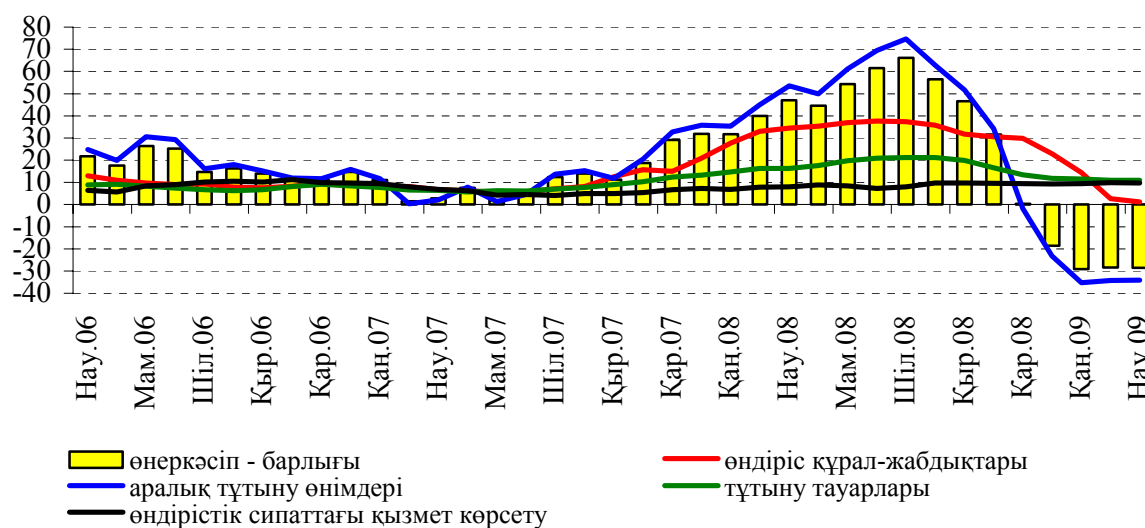 80
70
60
50
40
30
20
10
0
-10
-20
-30
-40
Нау.06
Мам.06
Шіл.06
Қыр.06
Қар.06
Қаң.07
Нау.07
Мам.07
Шіл.07
Қыр.07
Қар.07
Қаң.08
Нау.08
Мам.08
Шіл.08
Қыр.08
Қар.08
Қаң.09
Нау.09
өнеркәсіп - барлығы
өндіріс құрал-жабдықтары
аралық тұтыну өнімдері
тұтыну тауарлары
өндірістік сипаттағы қызмет көрсету